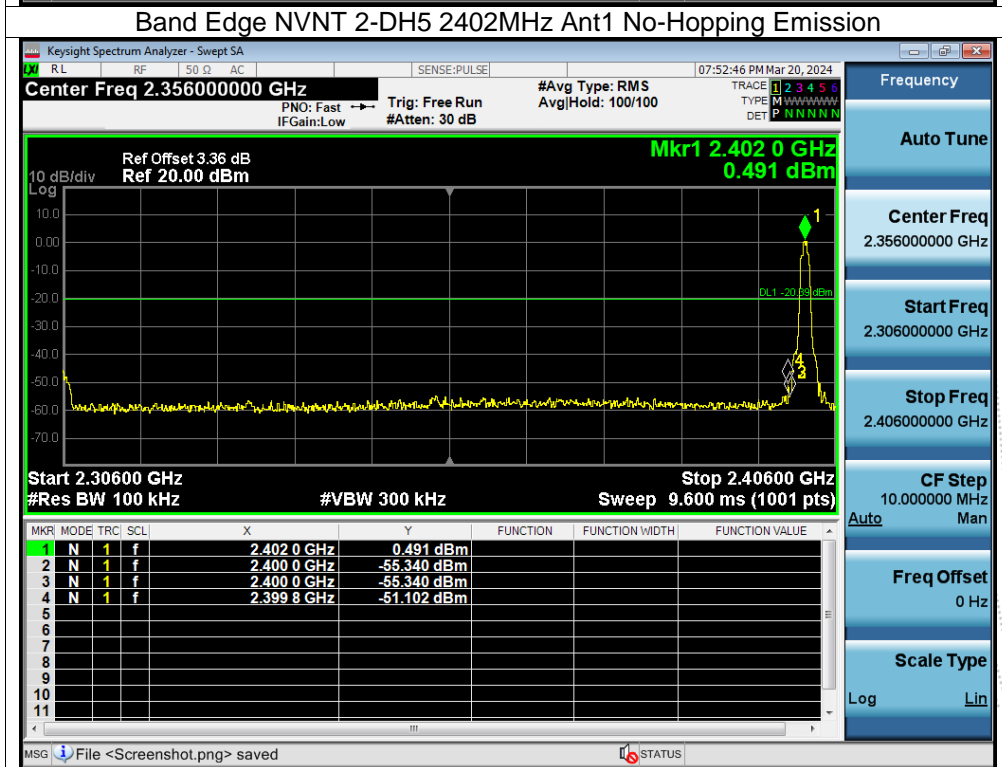 Band Edge NVNT 2-DH5 2402MHz Ant1 No-Hopping Emission
Keysight Spectrum Analyzer - Swept SA
LXI RL RF 50 Ω AC SENSE:PULSE 07:52:46 PM Mar 20, 2024
Center Freq 2.356000000 GHz #Avg Type: RMS TRACE 1 2 3 4 5 6
PNO: Fast Trig: Free Run Avg|Hold: 100/100 TYPE M WWWWW
IFGain:Low #Atten: 30 dB DET P N N N N N
Ref Offset 3.36 dB Mkr1 2.402 0 GHz
10 dB/div Ref 20.00 dBm 0.491 dBm
Log
10.0
0.00
-10.0
-20.0
-30.0
-40.0
-50.0
-60.0
-70.0
1
DL1 -20.39 dBm
4
Start 2.30600 GHz Stop 2.40600 GHz
#Res BW 100 kHz #VBW 300 kHz Sweep 9.600 ms (1001 pts)
MKR MODE TRC SCL X Y FUNCTION FUNCTION WIDTH FUNCTION VALUE
1 N 1 f 2.402 0 GHz 0.491 dBm
2 N 1 f 2.400 0 GHz -55.340 dBm
3 N 1 f 2.400 0 GHz -55.340 dBm
4 N 1 f 2.399 8 GHz -51.102 dBm
5
6
7
8
9
10
11
MSG File <Screenshot.png> saved STATUS
Frequency
Auto Tune
Center Freq
2.356000000 GHz
Start Freq
2.306000000 GHz
Stop Freq
2.406000000 GHz
CF Step
10.000000 MHz
Auto Man
Freq Offset
0 Hz
Scale Type
Log Lin